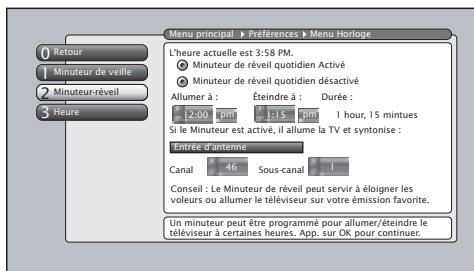 Menu principal ▸ Préférences ▸ Menu Horloge
0 Retour
1 Minuteur de veille
2 Minuteur-réveil
3 Heure
L'heure actuelle est 3:58 PM.
Minuteur de réveil quotidien Activé
Minuteur de réveil quotidien désactivé
Allumer à : Éteindre à : Durée :
12:00 pm 1:15 pm 1 hour, 15 mintues
Si le Minuteur est activé, il allume la TV et syntonise :
Entrée d'antenne
Canal 46 Sous-canal 1
Conseil : Le Minuteur de réveil peut servir à éloigner les
voleurs ou allumer le téléviseur sur votre émission favorite.
Un minuteur peut être programmé pour allumer/éteindre le
téléviseur à certaines heures. App. sur OK pour continuer.